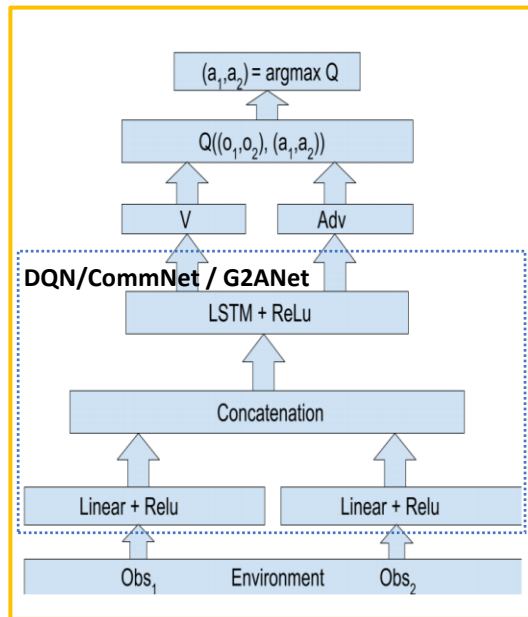 (a₁,a₂) = argmax Q
Q((o₁,o₂), (a₁,a₂))
V
Adv
DQN/CommNet / G2ANet
LSTM + ReLu
Concatenation
Linear + Relu
Linear + Relu
Obs₁
Environment
Obs₂